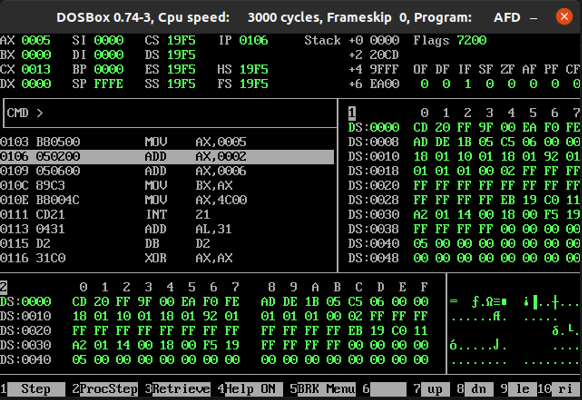 DOSBox 0.74-3, Cpu speed: 3000 cycles, Frameskip 0, Program: AFD
AX 0005 SI 0000 CS 19F5 IP 0106 Stack +0 0000 Flags 7200
BX 0000 DI 0000 DS 19F5 +2 20CD
CX 0013 BP 0000 ES 19F5 HS 19F5 +4 9FFF OF DF IF SF ZF AF PF CF
DX 0000 SP FFFE SS 19F5 FS 19F5 +6 EA00 0 0 1 0 0 0 0 0
CMD >
1 0 1 2 3 4 5 6 7
DS:0000 CD 20 FF 9F 00 EA F0 FE
DS:0008 AD DE 1B 05 C5 06 00 00
DS:0010 18 01 10 01 18 01 92 01
DS:0018 01 01 01 00 02 FF FF FF
DS:0020 FF FF FF FF FF FF FF FF
DS:0028 FF FF FF FF EB 19 C0 11
DS:0030 A2 01 14 00 18 00 F5 19
DS:0038 FF FF FF FF 00 00 00 00
DS:0040 05 00 00 00 00 00 00 00
DS:0048 00 00 00 00 00 00 00 00
0103 B80500 MOV AX,0005
0106 050200 ADD AX,0002
0109 050600 ADD AX,0006
010C 89C3 MOV BX,AX
010E B8004C MOV AX,4C00
0111 CD21 INT 21
0113 0431 ADD AL,31
0115 D2 DB D2
0116 31C0 XOR AX,AX
2 0 1 2 3 4 5 6 7 8 9 A B C D E F
DS:0000 CD 20 FF 9F 00 EA F0 FE AD DE 1B 05 C5 06 00 00
DS:0010 18 01 10 01 18 01 92 01 01 01 01 00 02 FF FF FF
DS:0020 FF FF FF FF FF FF FF FF FF FF FF FF EB 19 C0 11
DS:0030 A2 01 14 00 18 00 F5 19 FF FF FF FF 00 00 00 00
DS:0040 05 00 00 00 00 00 00 00 00 00 00 00 00 00 00 00
1 Step 2 ProcStep 3 Retrieve 4 Help ON 5 BRK Menu 6 7 up 8 dn 9 le 10 ri